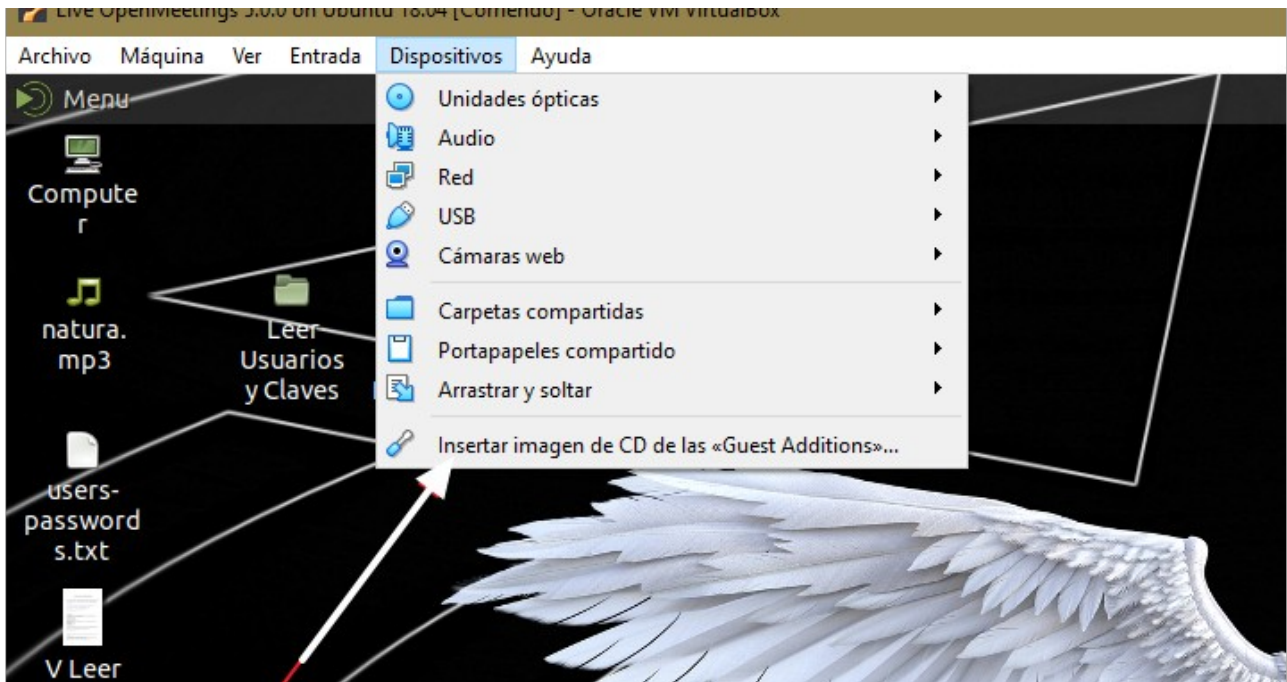 Live OpenMeetings 5.0.0 on Ubuntu 18.04 [Corriendo] - Oracle VM VirtualBox
Archivo Máquina Ver Entrada Dispositivos Ayuda
Menu
Unidades ópticas
Audio
Red
USB
Cámaras web
Carpetas compartidas
Portapapeles compartido
Arrastrar y soltar
Insertar imagen de CD de las «Guest Additions»...
Compute
r
natura.
mp3
Leer
Usuarios
y Claves
users-
password
s.txt
V Leer